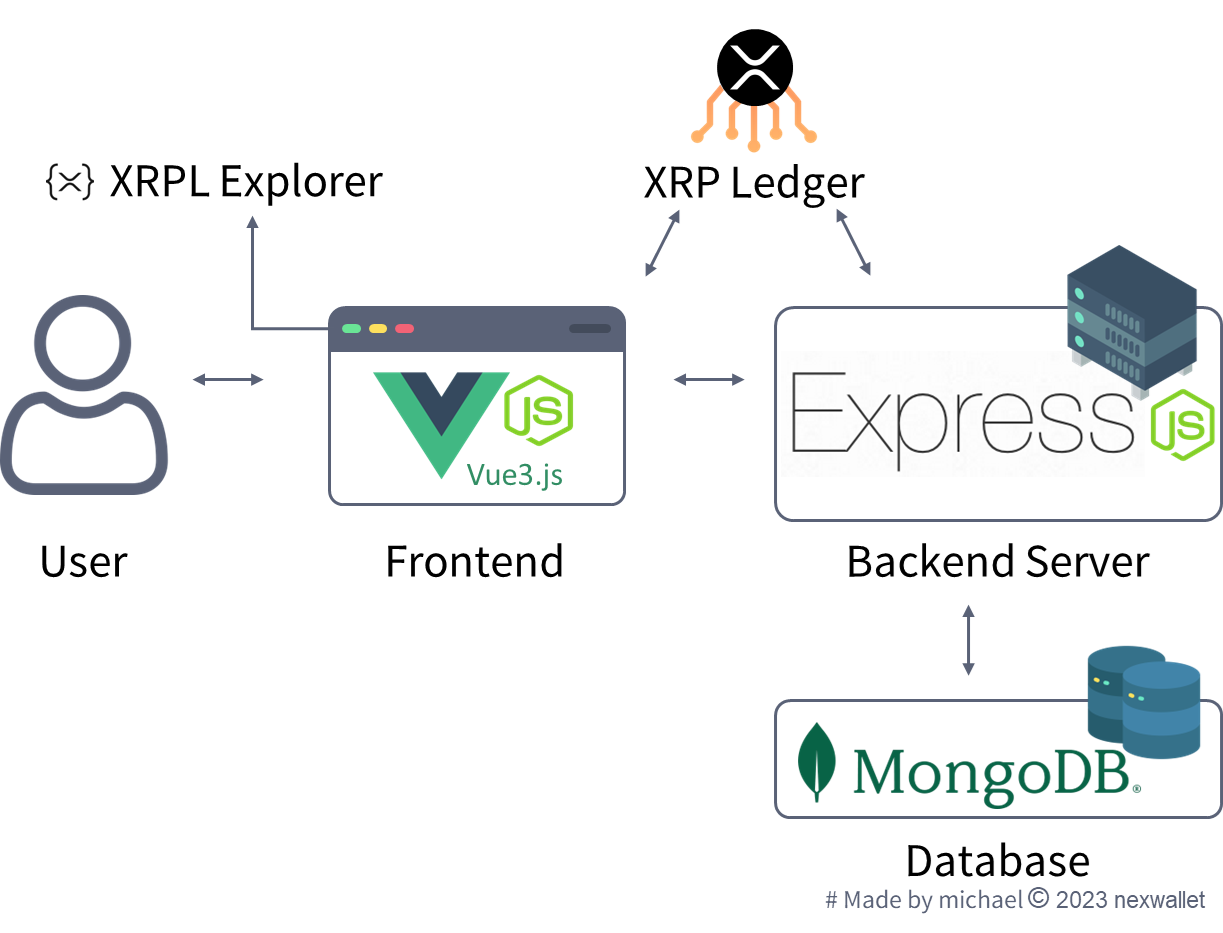 XRP Ledger
{X} XRPL Explorer
JS
Vue3.js
Express
JS
User
Frontend
Backend Server
MongoDB®
Database
# Made by michael © 2023 nexwallet